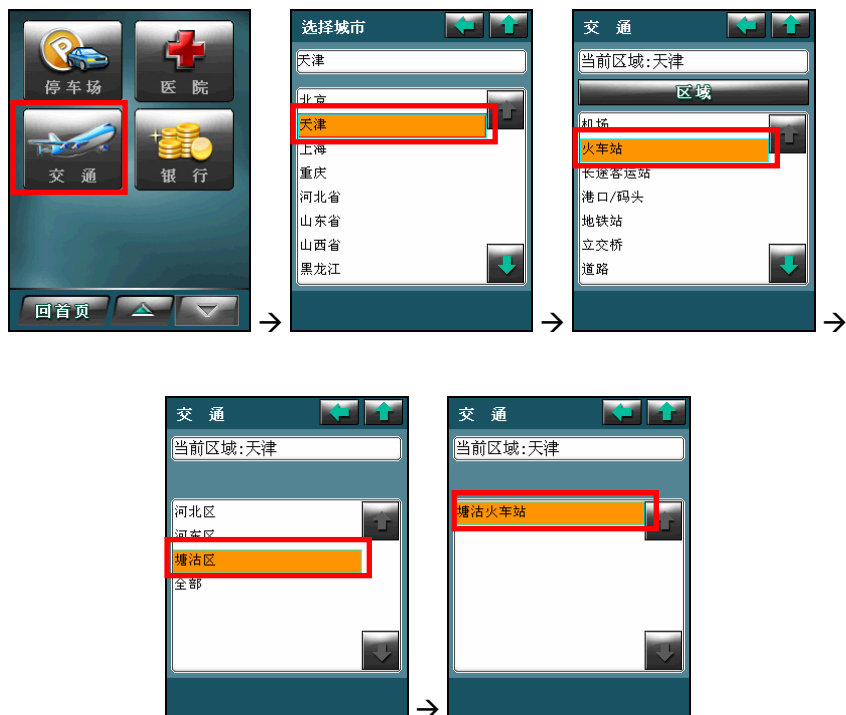 停车场
医 院
交 通
银 行
回首页
→
选择城市
天津
北京
天津
上海
重庆
河北省
山东省
山西省
黑龙江
→
交 通
当前区域:天津
区域
机场
火车站
长途客运站
港口/码头
地铁站
立交桥
道路
→
交 通
当前区域:天津
河北区
河东区
塘沽区
全部
→
交 通
当前区域:天津
塘沽火车站